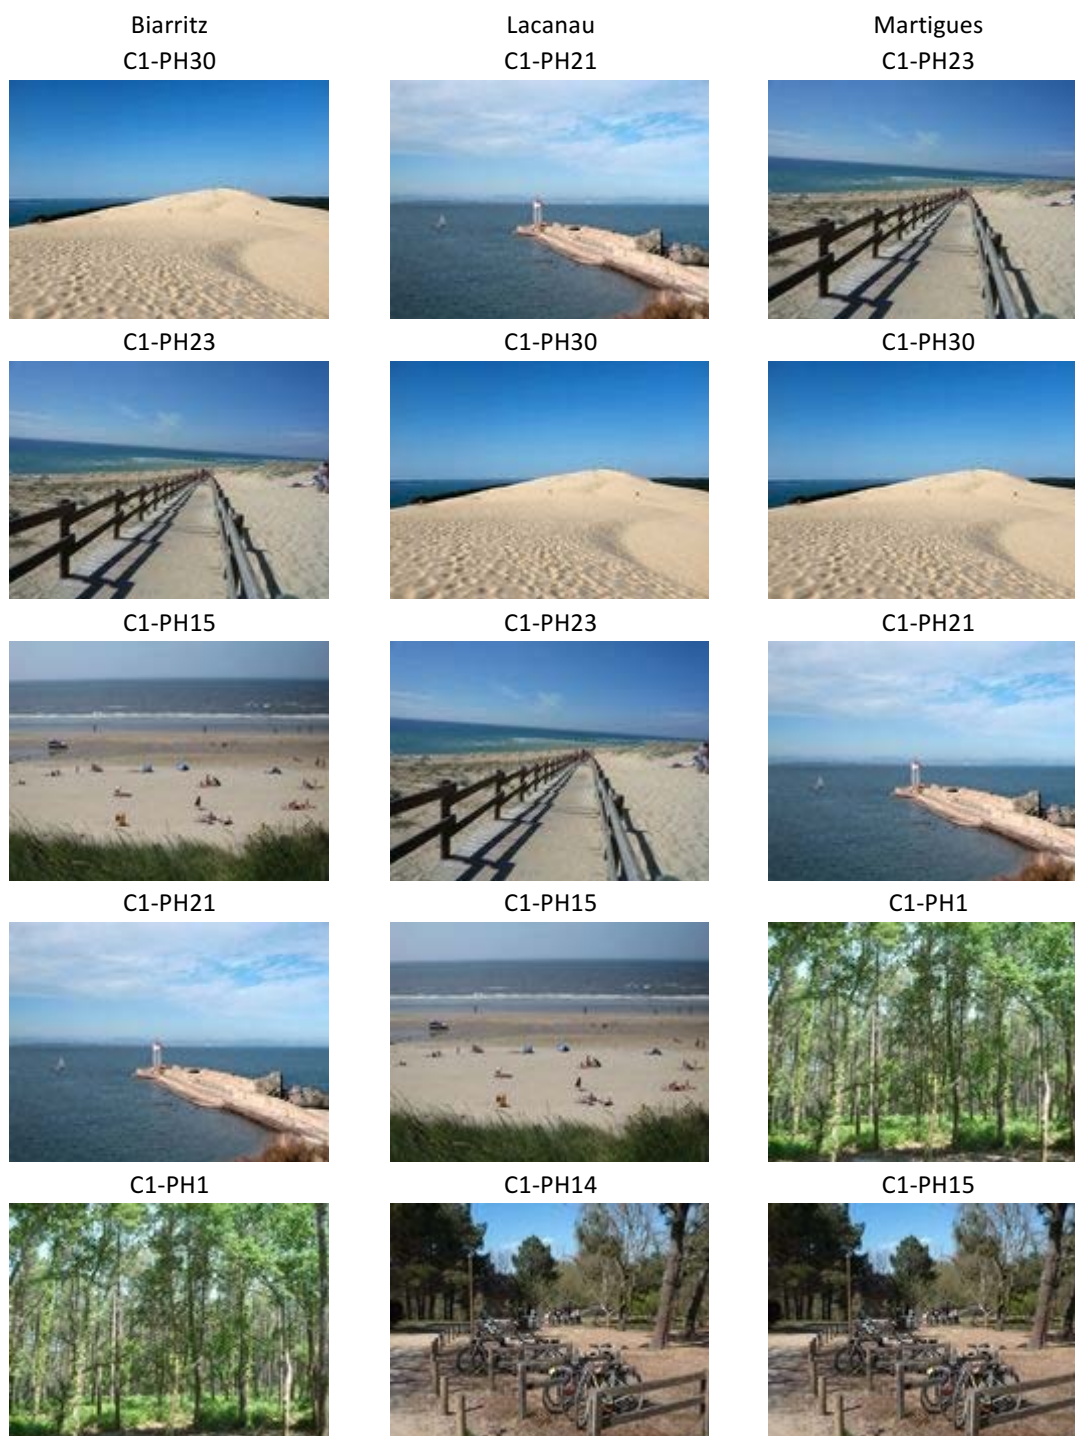 Biarritz Lacanau Martigues
C1-PH30 C1-PH21 C1-PH23
C1-PH23 C1-PH30 C1-PH30
C1-PH15 C1-PH23 C1-PH21
C1-PH21 C1-PH15 C1-PH1
C1-PH1 C1-PH14 C1-PH15